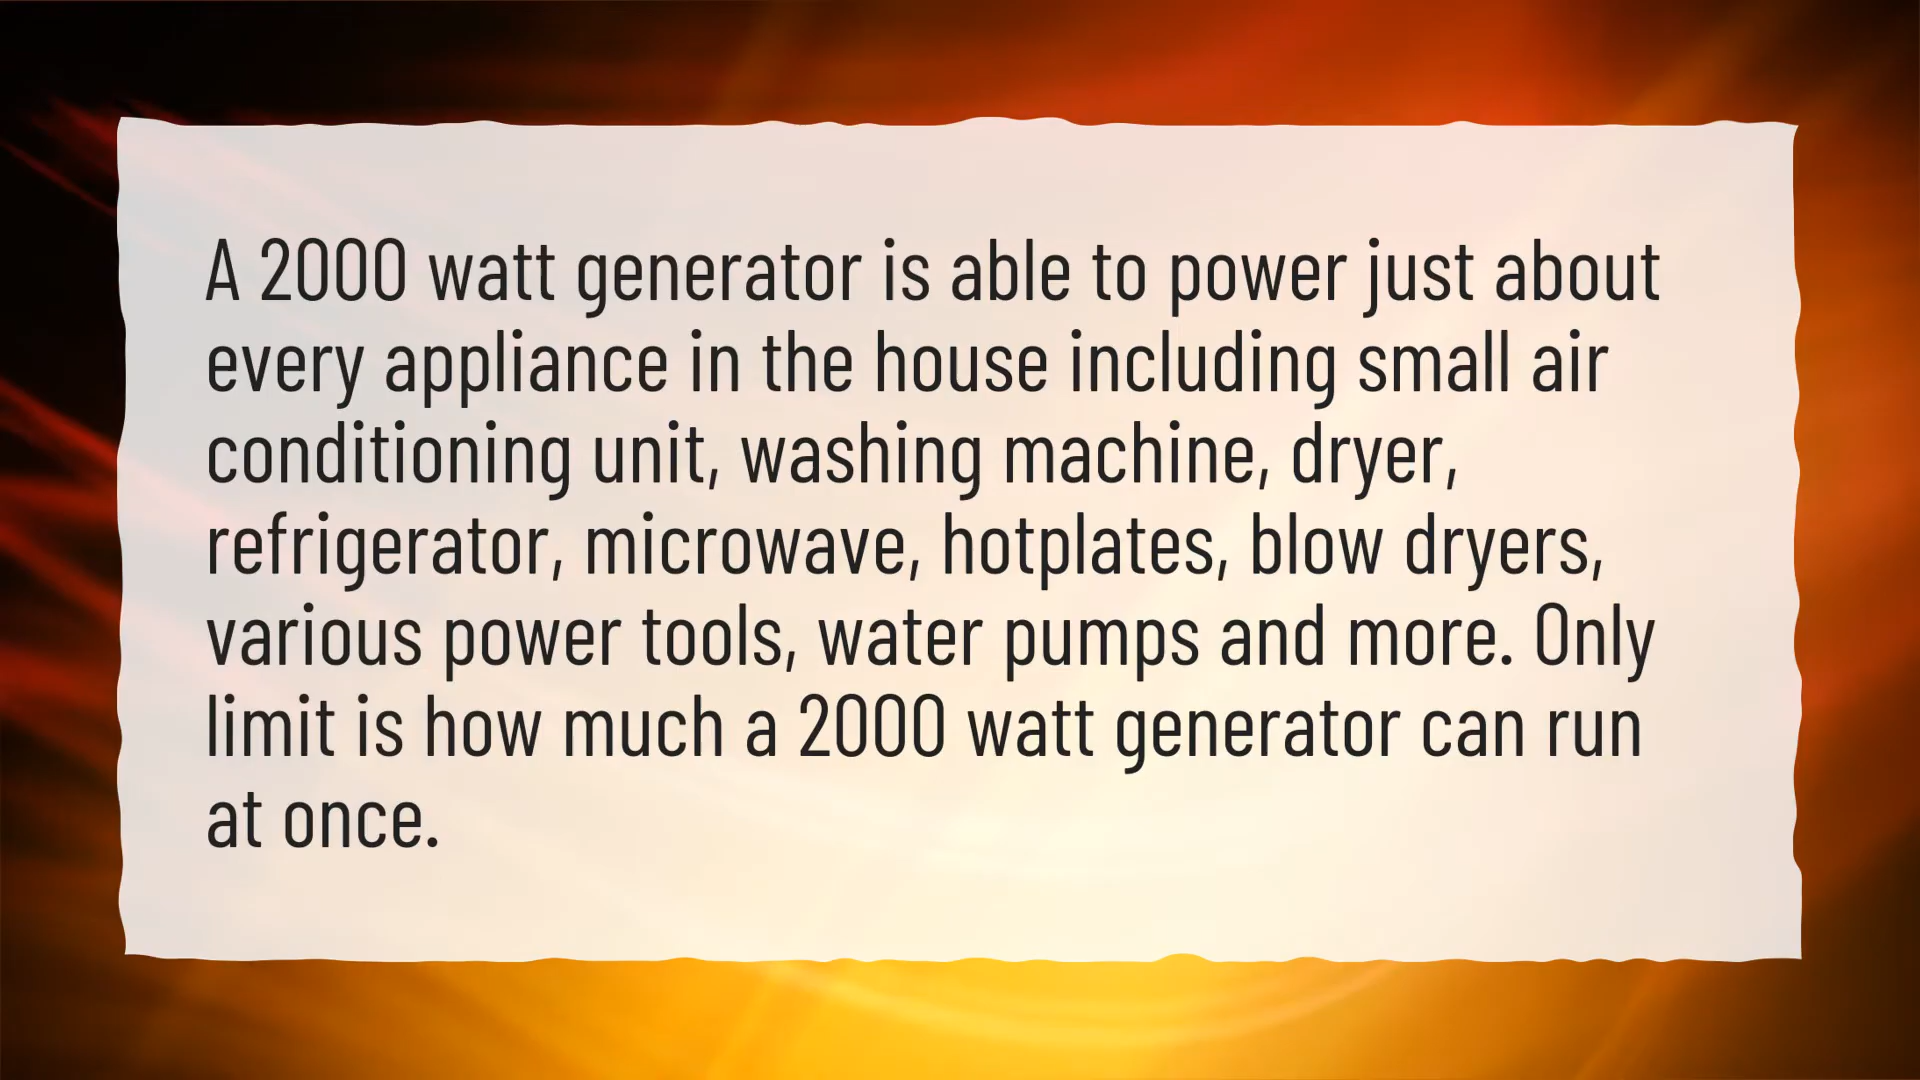 A 2000 watt generator is able to power just about
every appliance in the house including small air
conditioning unit, washing machine, dryer,
refrigerator, microwave, hotplates, blow dryers,
various power tools, water pumps and more. Only
limit is how much a 2000 watt generator can run
at once.